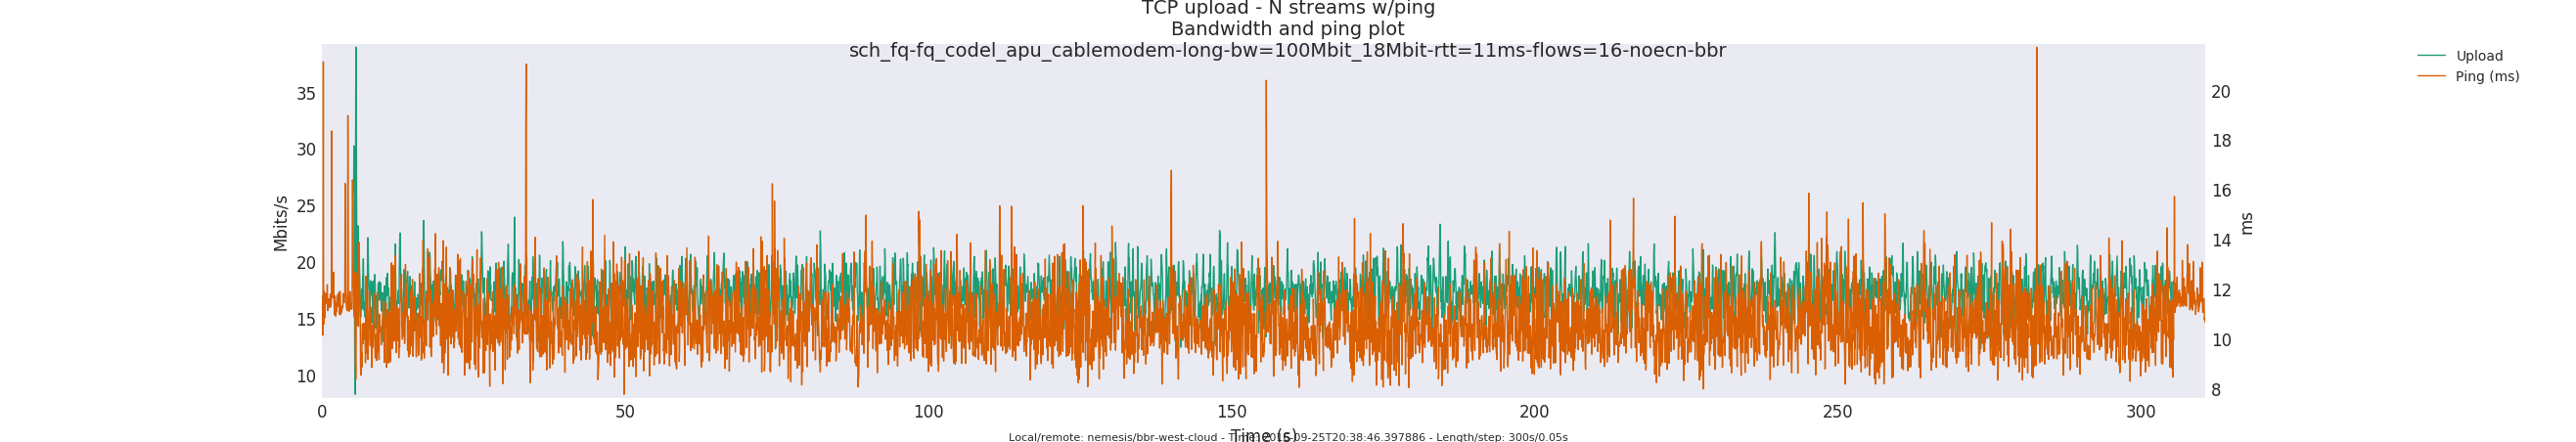 TCP upload - N streams w/ping
Bandwidth and ping plot
sch_fq-fq_codel_apu_cablemodem-long-bw=100Mbit_18Mbit-rtt=11ms-flows=16-noecn-bbr
Upload
Ping (ms)
35
30
25
20
15
10
Mbits/s
20
18
16
14
12
10
8
ms
0 50 100 150 200 250 300
Time (s)
Local/remote: nemesis/bbr-west-cloud - Length/step: 300s/0.05s